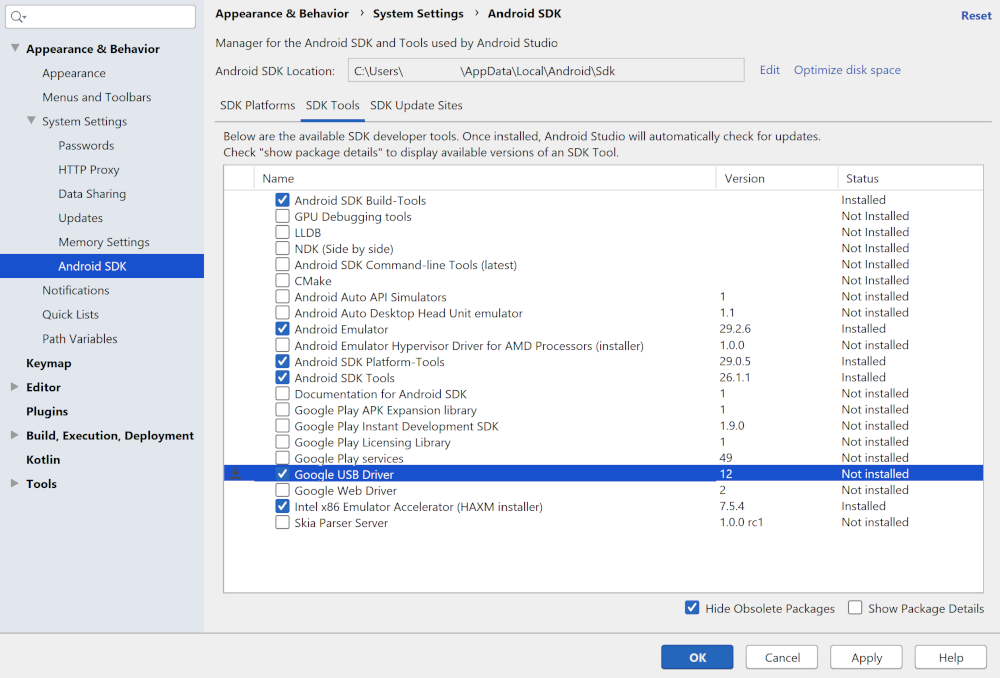 Appearance & Behavior › System Settings › Android SDK
Reset
Appearance & Behavior
Appearance
Menus and Toolbars
System Settings
Passwords
HTTP Proxy
Data Sharing
Updates
Memory Settings
Android SDK
Notifications
Quick Lists
Path Variables
Keymap
Editor
Plugins
Build, Execution, Deployment
Kotlin
Tools
Manager for the Android SDK and Tools used by Android Studio
Android SDK Location: C:\Users\ \AppData\Local\Android\Sdk Edit Optimize disk space
SDK Platforms SDK Tools SDK Update Sites
Below are the available SDK developer tools. Once installed, Android Studio will automatically check for updates.
Check "show package details" to display available versions of an SDK Tool.
Name Version Status
Android SDK Build-Tools Installed
GPU Debugging tools Not Installed
LLDB Not Installed
NDK (Side by side) Not Installed
Android SDK Command-line Tools (latest) Not Installed
CMake Not Installed
Android Auto API Simulators 1 Not installed
Android Auto Desktop Head Unit emulator 1.1 Not installed
Android Emulator 29.2.6 Installed
Android Emulator Hypervisor Driver for AMD Processors (installer) 1.0.0 Not installed
Android SDK Platform-Tools 29.0.5 Installed
Android SDK Tools 26.1.1 Installed
Documentation for Android SDK 1 Not installed
Google Play APK Expansion library 1 Not installed
Google Play Instant Development SDK 1.9.0 Not installed
Google Play Licensing Library 1 Not installed
Google Play services 49 Not installed
Google USB Driver 12 Not installed
Google Web Driver 2 Not installed
Intel x86 Emulator Accelerator (HAXM installer) 7.5.4 Installed
Skia Parser Server 1.0.0 rc1 Not installed
Hide Obsolete Packages Show Package Details
OK Cancel Apply Help